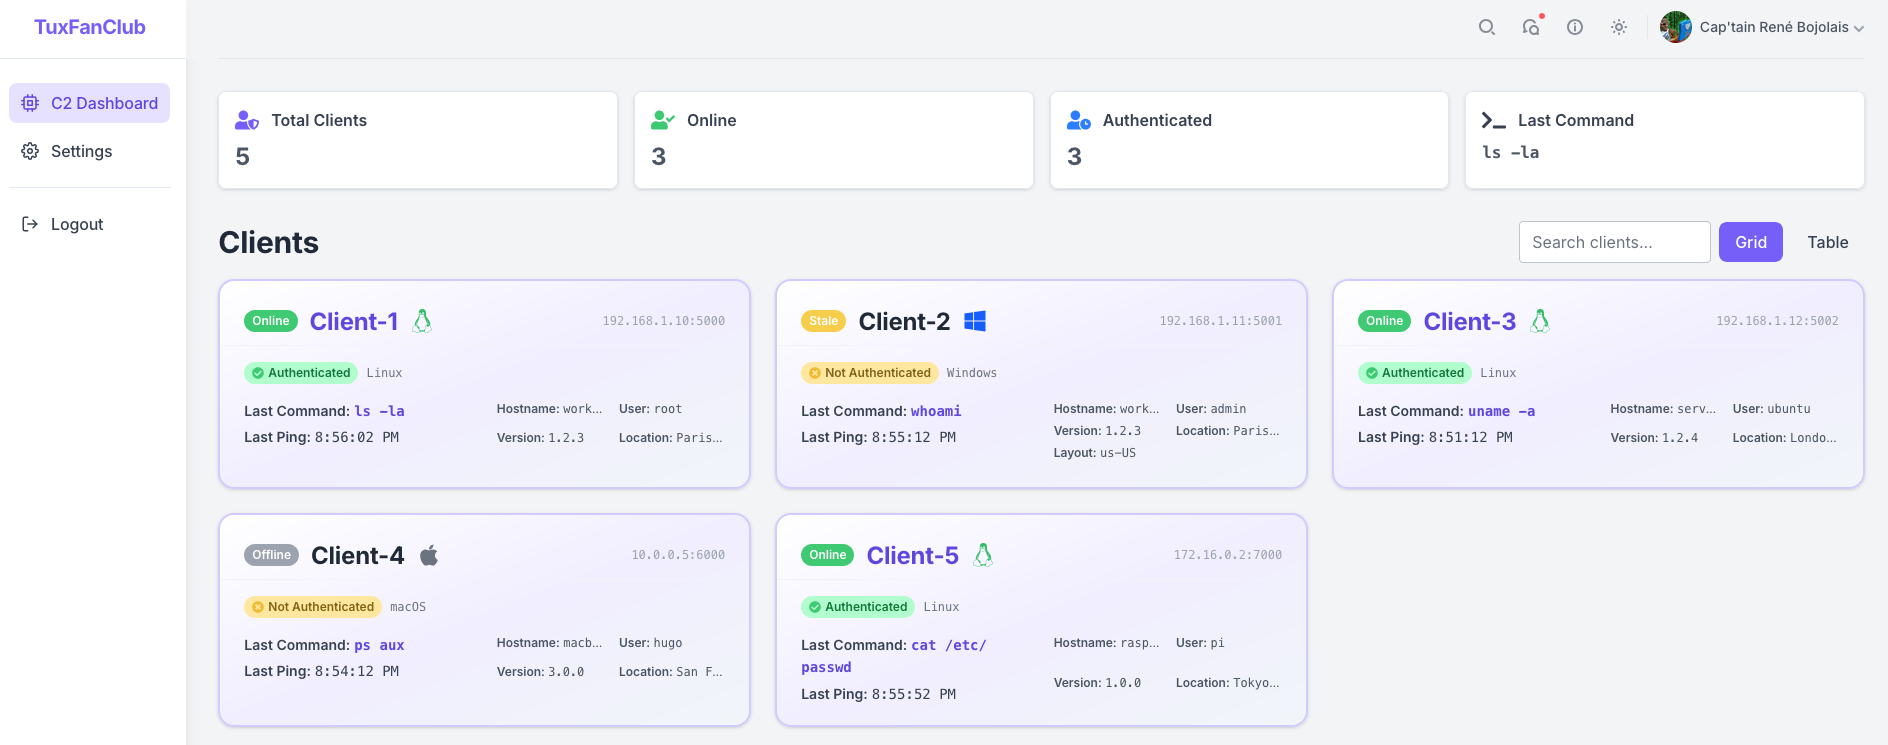 TuxFanClub
Cap'tain René Bojolais
C2 Dashboard
Settings
Logout
Total Clients
5
Online
3
Authenticated
3
Last Command
ls -la
Clients
Search clients...
Grid
Table
Online Client-1 192.168.1.10:5000
Authenticated Linux
Last Command: ls -la
Last Ping: 8:56:02 PM
Hostname: work... User: root
Version: 1.2.3 Location: Paris...
Stale Client-2 192.168.1.11:5001
Not Authenticated Windows
Last Command: whoami
Last Ping: 8:55:12 PM
Hostname: work... User: admin
Version: 1.2.3 Location: Paris...
Layout: us-US
Online Client-3 192.168.1.12:5002
Authenticated Linux
Last Command: uname -a
Last Ping: 8:51:12 PM
Hostname: serv... User: ubuntu
Version: 1.2.4 Location: Londo...
Offline Client-4 10.0.0.5:6000
Not Authenticated macOS
Last Command: ps aux
Last Ping: 8:54:12 PM
Hostname: macb... User: hugo
Version: 3.0.0 Location: San F...
Online Client-5 172.16.0.2:7000
Authenticated Linux
Last Command: cat /etc/
passwd
Last Ping: 8:55:52 PM
Hostname: rasp... User: pi
Version: 1.0.0 Location: Tokyo...